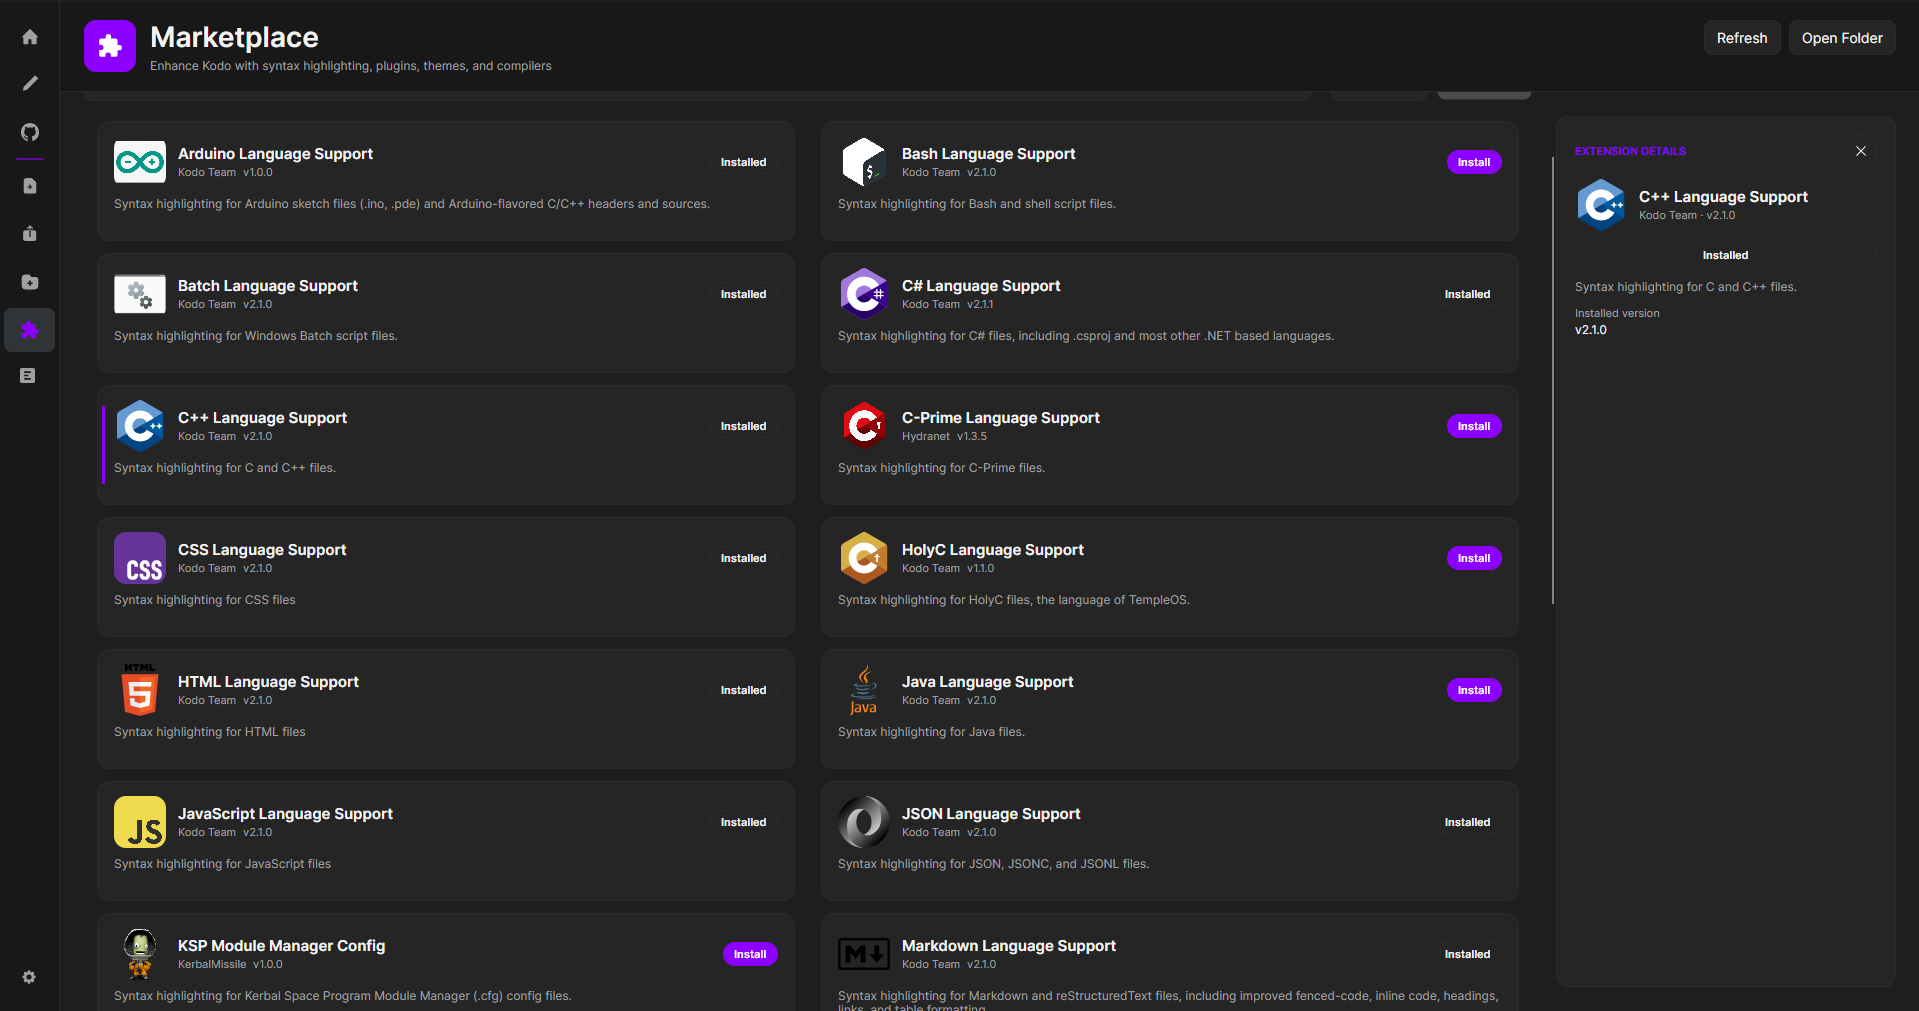 Marketplace
Enhance Kodo with syntax highlighting, plugins, themes, and compilers
Refresh
Open Folder
Arduino Language Support
Kodo Team v1.0.0
Installed
Syntax highlighting for Arduino sketch files (.ino, .pde) and Arduino-flavored C/C++ headers and sources.
Bash Language Support
Kodo Team v2.1.0
Install
Syntax highlighting for Bash and shell script files.
Batch Language Support
Kodo Team v2.1.0
Installed
Syntax highlighting for Windows Batch script files.
C# Language Support
Kodo Team v2.1.1
Installed
Syntax highlighting for C# files, including .csproj and most other .NET based languages.
C++ Language Support
Kodo Team v2.1.0
Installed
Syntax highlighting for C and C++ files.
C-Prime Language Support
Hydranet v1.3.5
Install
Syntax highlighting for C-Prime files.
CSS
CSS Language Support
Kodo Team v2.1.0
Installed
Syntax highlighting for CSS files
HolyC Language Support
Kodo Team v1.1.0
Install
Syntax highlighting for HolyC files, the language of TempleOS.
HTML
5
HTML Language Support
Kodo Team v2.1.0
Installed
Syntax highlighting for HTML files
Java
Java Language Support
Kodo Team v2.1.0
Install
Syntax highlighting for Java files.
JS
JavaScript Language Support
Kodo Team v2.1.0
Installed
Syntax highlighting for JavaScript files
JSON Language Support
Kodo Team v2.1.0
Installed
Syntax highlighting for JSON, JSONC, and JSONL files.
KSP Module Manager Config
KerbalMissile v1.0.0
Install
Syntax highlighting for Kerbal Space Program Module Manager (.cfg) config files.
M
Markdown Language Support
Kodo Team v2.1.0
Installed
Syntax highlighting for Markdown and reStructuredText files, including improved fenced-code, inline code, headings,
links, and table formatting.
EXTENSION DETAILS
C++
C++ Language Support
Kodo Team · v2.1.0
Installed
Syntax highlighting for C and C++ files.
Installed version
v2.1.0